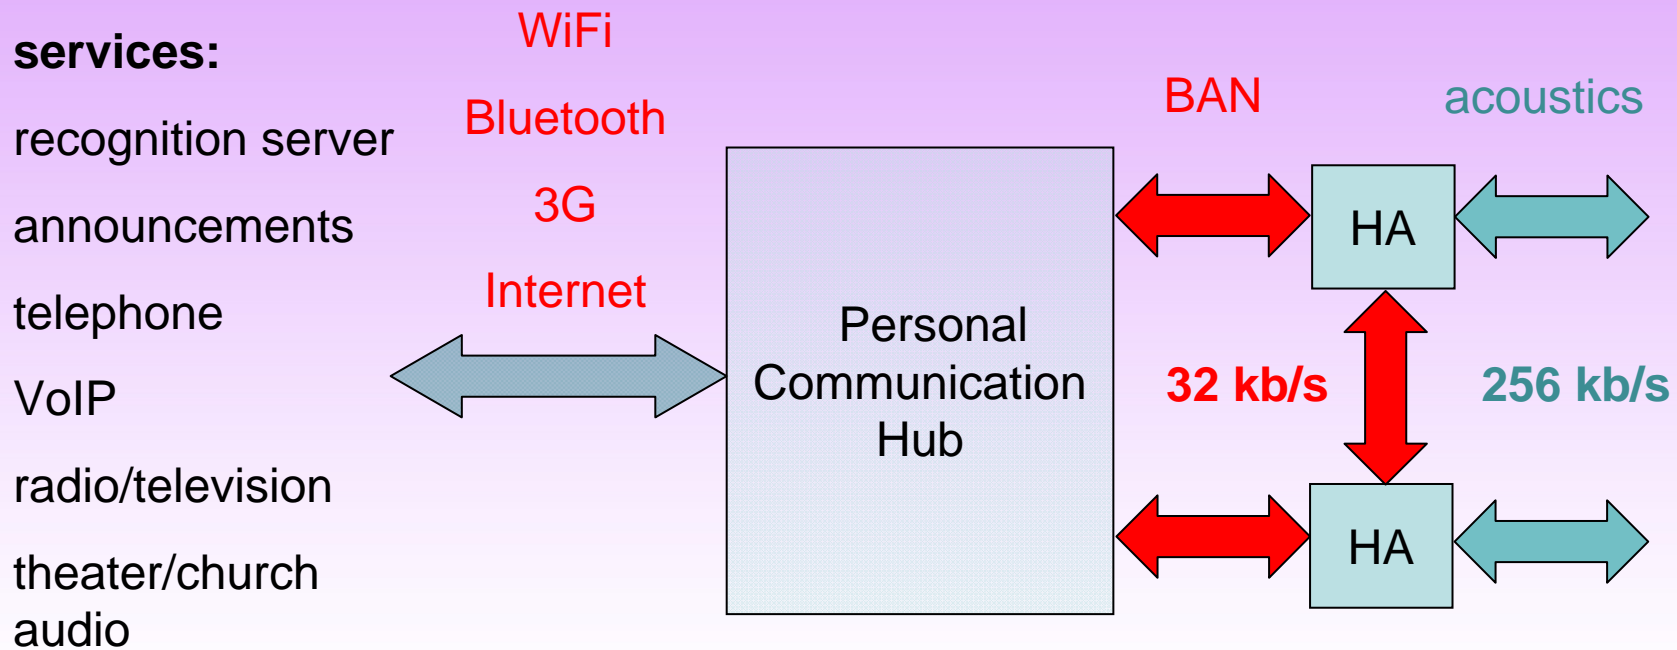 services:
recognition server
announcements
telephone
VoIP
radio/television
theater/church
audio
WiFi
Bluetooth
3G
Internet
Personal
Communication
Hub
BAN
acoustics
HA
32 kb/s
256 kb/s
HA